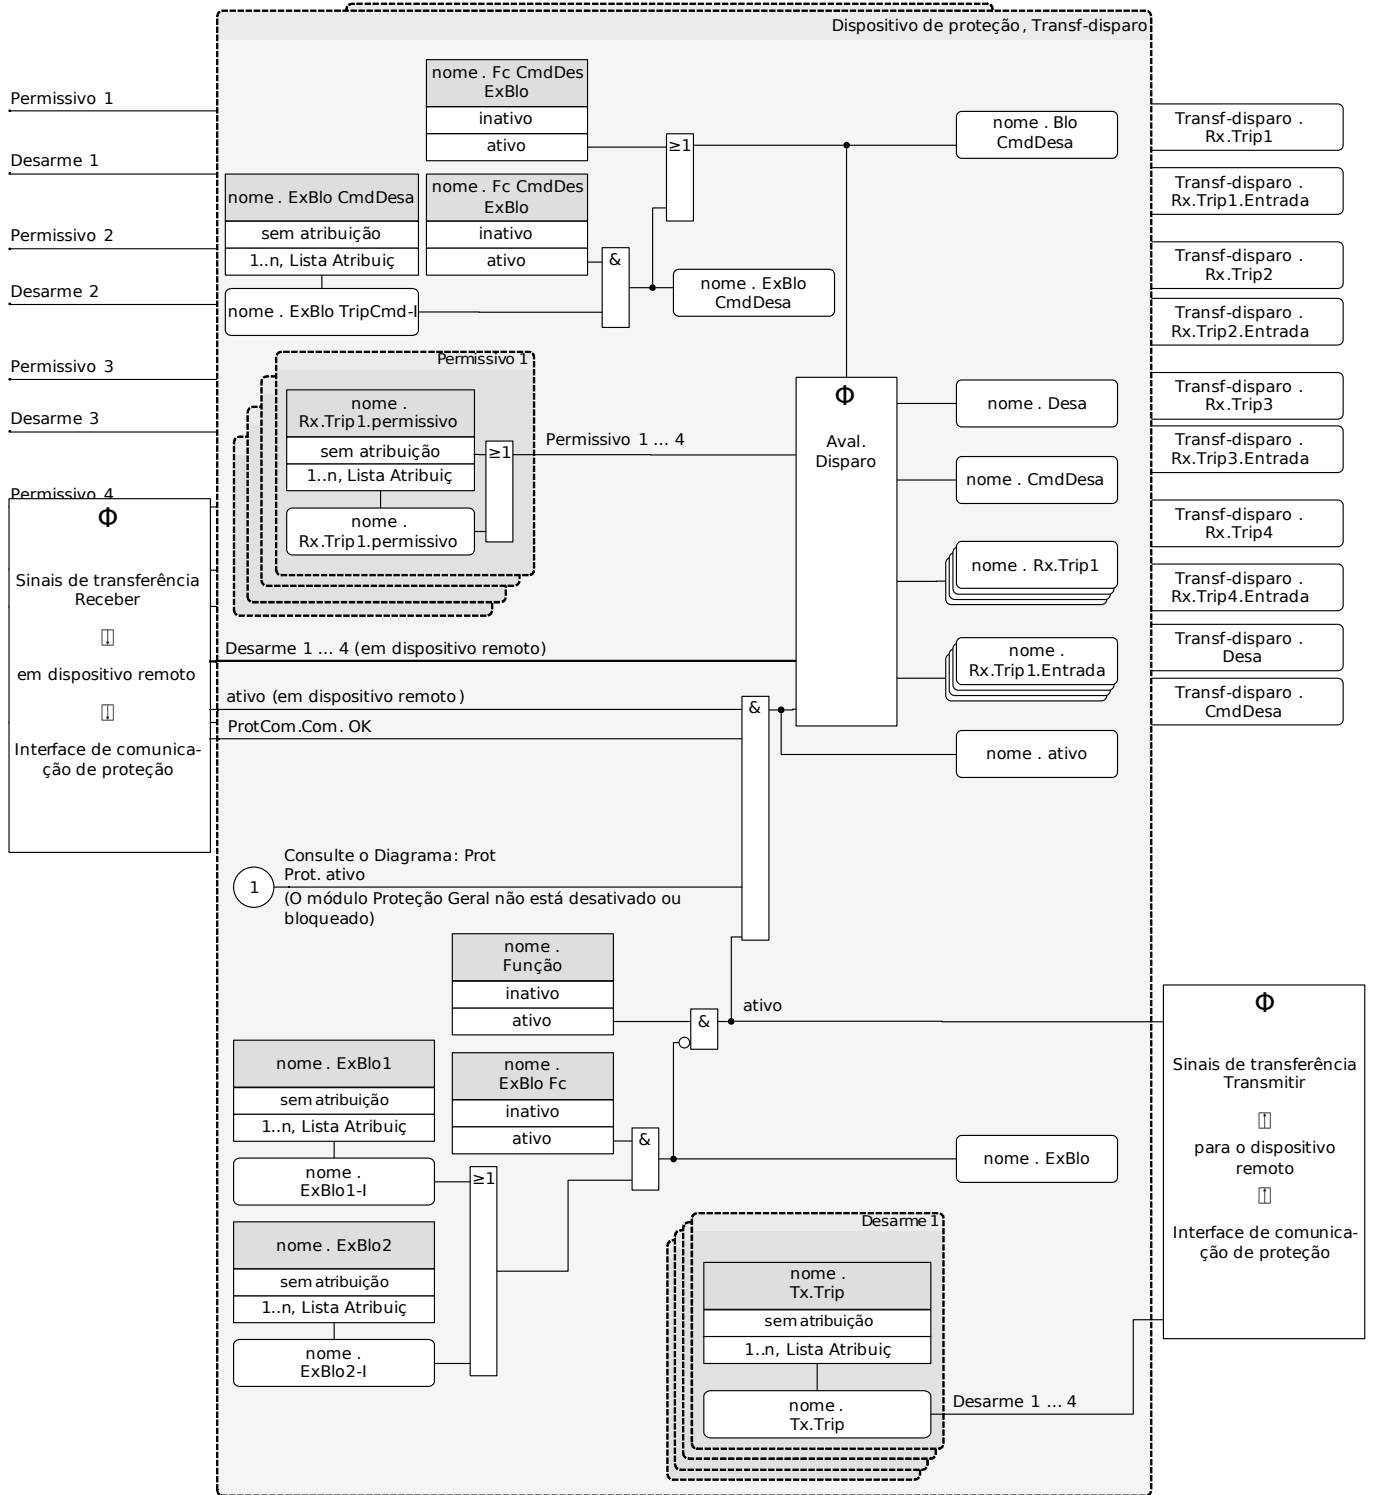 Dispositivo de proteção, Transf-disparo
Permissivo 1
Desarme 1
Permissivo 2
Desarme 2
Permissivo 3
Desarme 3
Permissivo 4
Φ
Sinais de transferência
Receber
em dispositivo remoto
Interface de comunica-
ção de proteção
nome . Fc CmdDes
ExBlo
inativo
ativo
≥1
nome . Blo
CmdDesa
nome . ExBlo CmdDesa
sem atribuição
1..n, Lista Atribuiç
nome . ExBlo TripCmd-I
nome . Fc CmdDes
ExBlo
inativo
ativo
&
nome . ExBlo
CmdDesa
Permissivo 1
nome .
Rx.Trip1.permissivo
sem atribuição
1..n, Lista Atribuiç
nome .
Rx.Trip1.permissivo
≥1
Permissivo 1 ... 4
Φ
Aval.
Disparo
nome . Desa
nome . CmdDesa
nome . Rx.Trip1
nome .
Rx.Trip1.Entrada
nome . ativo
Desarme 1 ... 4 (em dispositivo remoto)
ativo (em dispositivo remoto)
ProtCom.Com. OK
&
1
Consulte o Diagrama: Prot
Prot. ativo
(O módulo Proteção Geral não está desativado ou
bloqueado)
nome .
Função
inativo
ativo
&
ativo
nome . ExBlo1
sem atribuição
1..n, Lista Atribuiç
nome .
ExBlo1-I
nome .
ExBlo Fc
inativo
ativo
&
nome . ExBlo
≥1
nome . ExBlo2
sem atribuição
1..n, Lista Atribuiç
nome .
ExBlo2-I
Desarme 1
nome .
Tx.Trip
sem atribuição
1..n, Lista Atribuiç
nome .
Tx.Trip
Desarme 1 ... 4
Transf-disparo .
Rx.Trip1
Transf-disparo .
Rx.Trip1.Entrada
Transf-disparo .
Rx.Trip2
Transf-disparo .
Rx.Trip2.Entrada
Transf-disparo .
Rx.Trip3
Transf-disparo .
Rx.Trip3.Entrada
Transf-disparo .
Rx.Trip4
Transf-disparo .
Rx.Trip4.Entrada
Transf-disparo .
Desa
Transf-disparo .
CmdDesa
Φ
Sinais de transferência
Transmitir
para o dispositivo
remoto
Interface de comunica-
ção de proteção